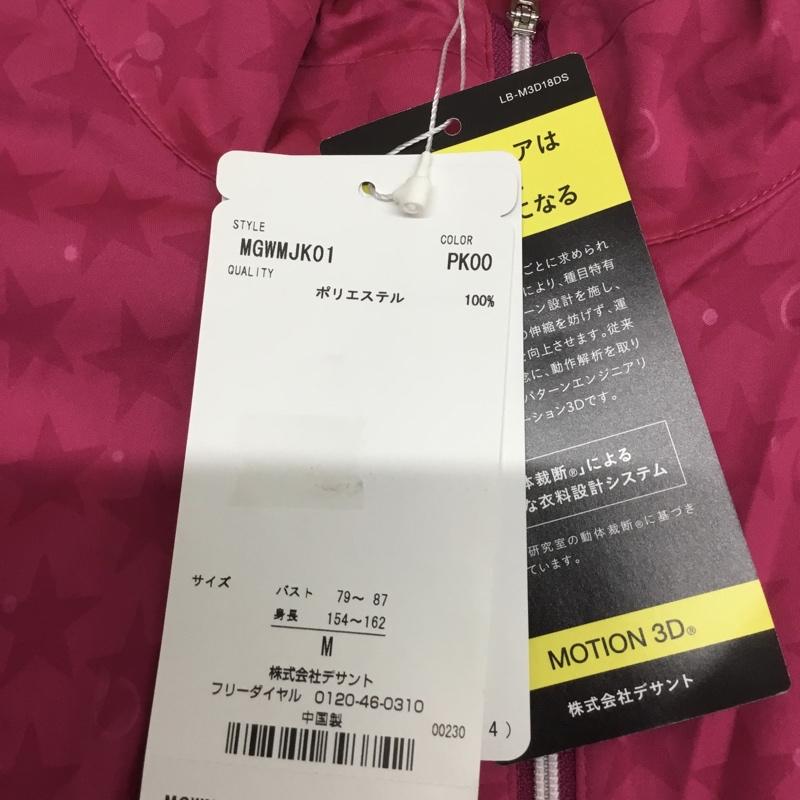 STYLE
MGWMJK01
COLOR
PK00
QUALITY
ポリエステル 100%
サイズ
バスト 79〜 87
身長 154〜162
M
株式会社デサント
フリーダイヤル 0120-46-0310
中国製
00230
4 )
LB-M3D18DS
アは
になる
ごとに求められ
により、種目特有
ーン設計を施し、
の伸縮を妨げず、運
向上させます。従来
に、動作解析を取り
パターンエンジニアリ
ーション3Dです。
体裁断®」による
な衣料設計システム
研究室の動体裁断®に基づき
ています。
MOTION 3D®
株式会社デサント